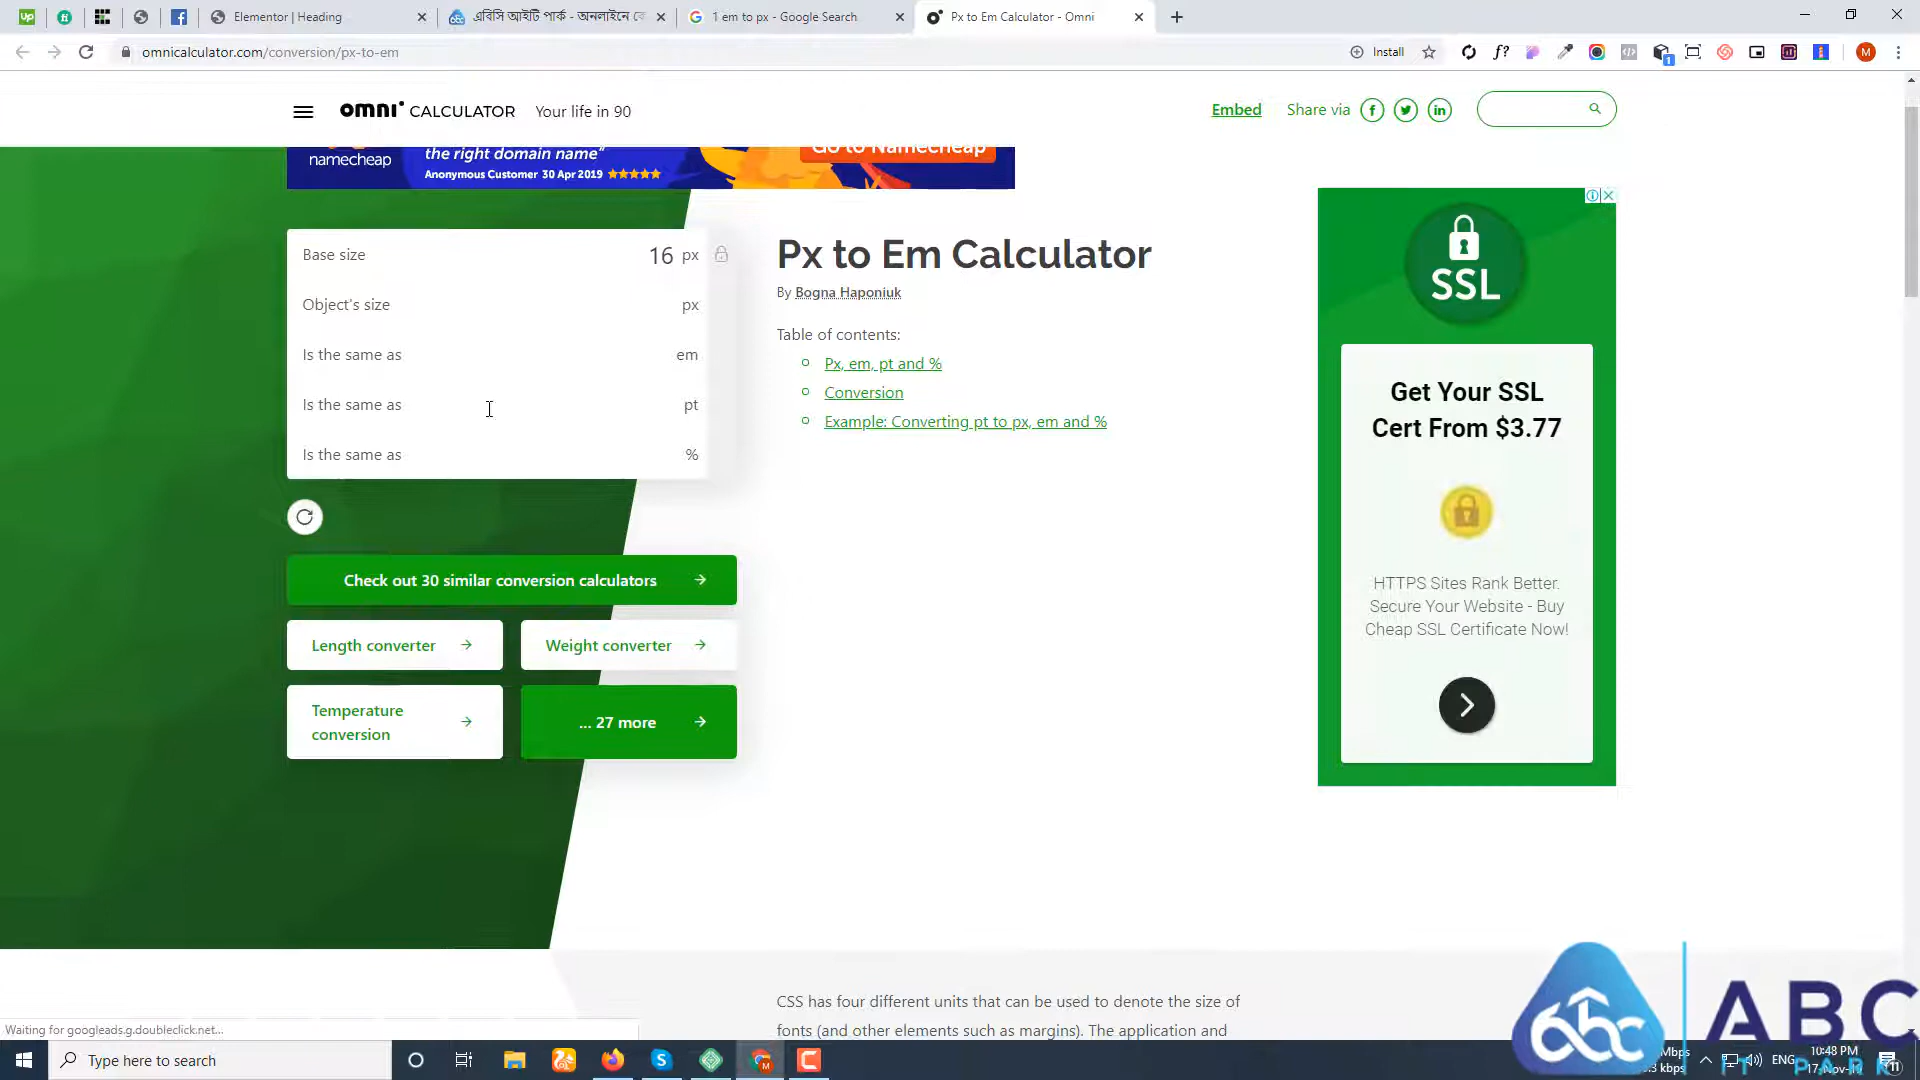 Elementor | Heading
এবিসি আইটি পার্ক - অনলাইনে কে
1 em to px - Google Search
Px to Em Calculator - Omni
omnicalculator.com/conversion/px-to-em
Install
omni CALCULATOR
Your life in 90
Embed
Share via
namecheap
the right domain name"
Anonymous Customer 30 Apr 2019
Go to Namecheap
Base size 16 px
Object's size px
Is the same as em
Is the same as pt
Is the same as %
Px to Em Calculator
By Bogna Haponiuk
Table of contents:
Px, em, pt and %
Conversion
Example: Converting pt to px, em and %
SSL
Get Your SSL
Cert From $3.77
HTTPS Sites Rank Better.
Secure Your Website - Buy
Cheap SSL Certificate Now!
Check out 30 similar conversion calculators
Length converter
Weight converter
Temperature
conversion
... 27 more
CSS has four different units that can be used to denote the size of
fonts (and other elements such as margins). The application and
Waiting for googleads.g.doubleclick.net...
Type here to search
ENG
10:48 PM
abc
ABC
IT PARK